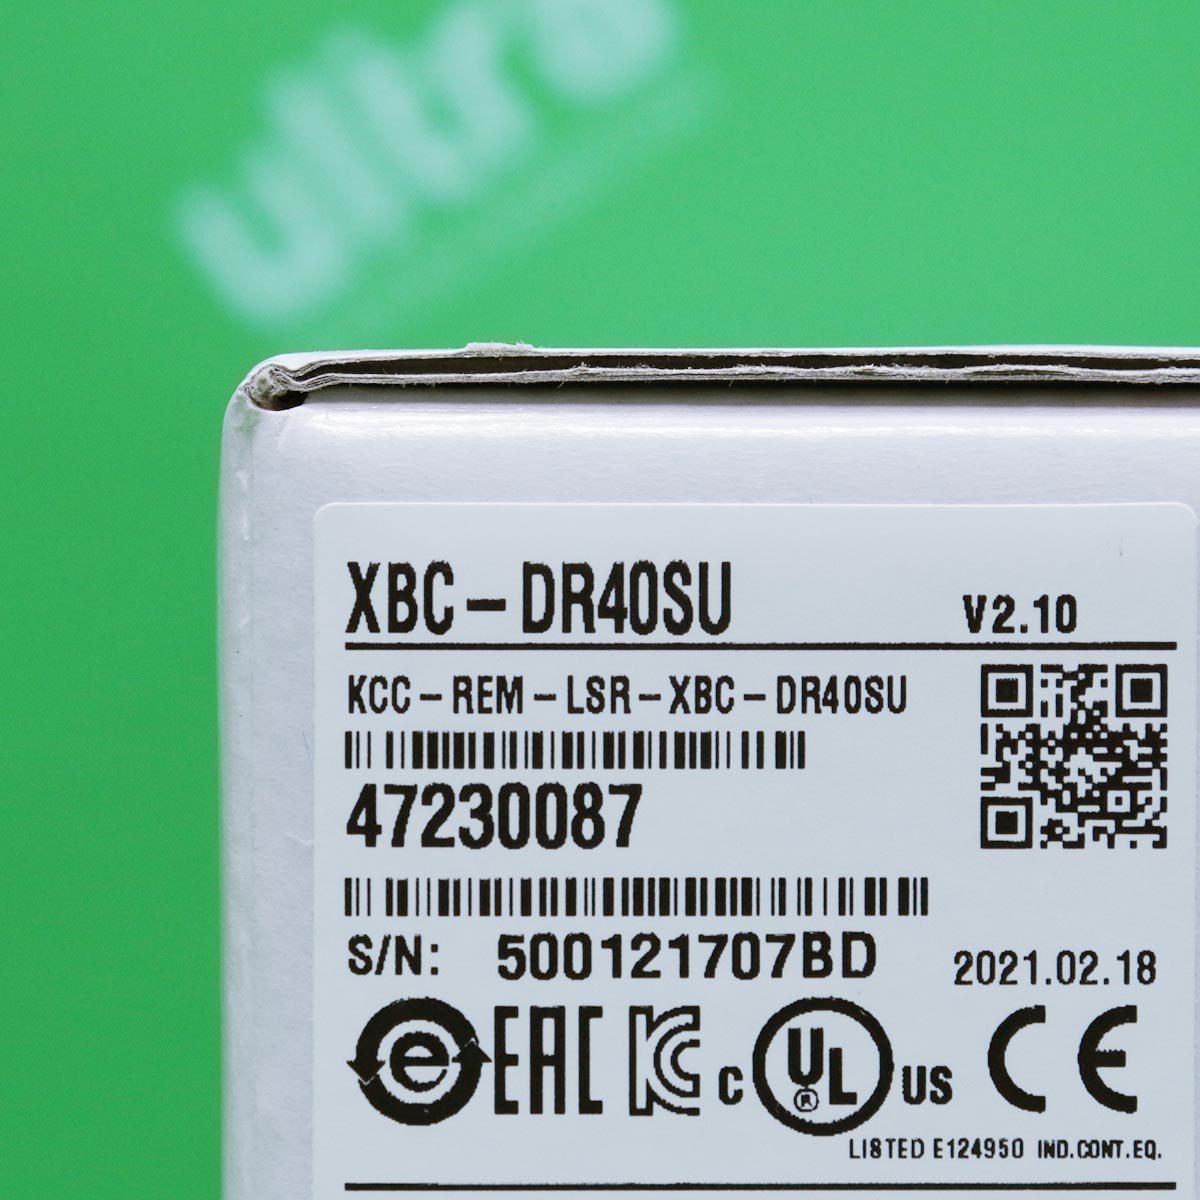 ultra
XBC-DR40SU V2.10
KCC-REM-LSR-XBC-DR40SU
47230087
S/N: 500121707BD 2021.02.18
e EAC KC c UL ® US CE
LISTED E124950 IND.CONT.EQ.